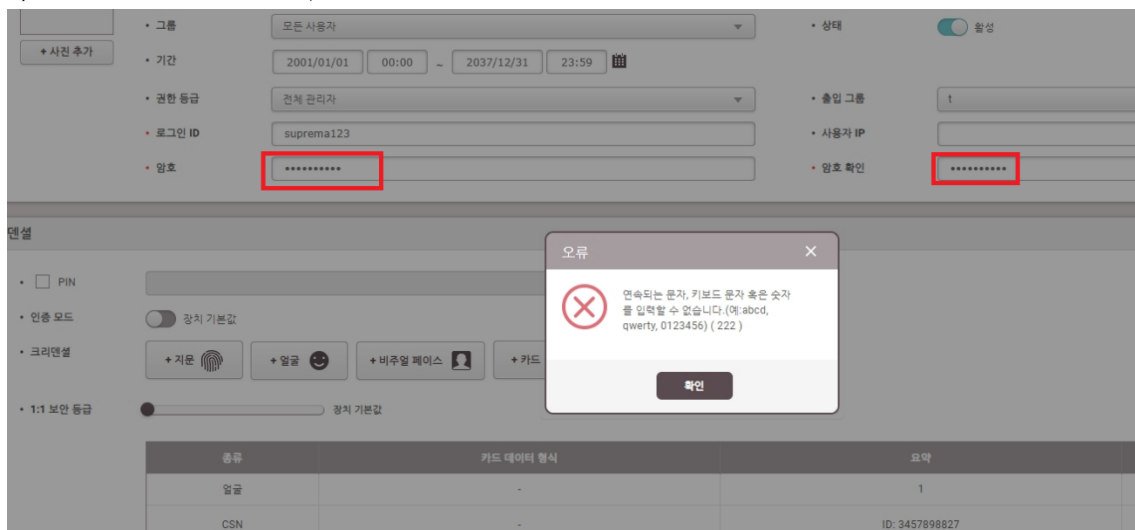 그룹 모든 사용자 상태 활성
+ 사진 추가
기간 2001/01/01 00:00 ~ 2037/12/31 23:59
권한 등급 전체 관리자 출입 그룹 t
로그인 ID suprema123 사용자 IP
암호 •••••••••• 암호 확인 ••••••••••
덴셜
오류
PIN
연속되는 문자, 키보드 문자 혹은 숫자
를 입력할 수 없습니다.(예:abcd,
qwerty, 0123456) ( 222 )
인증 모드 장치 기본값
크리덴셜 + 지문 + 얼굴 + 비주얼 페이스 + 카드
확인
1:1 보안 등급 장치 기본값
종류 카드 데이터 형식 요약
얼굴 - 1
CSN - ID: 3457898827